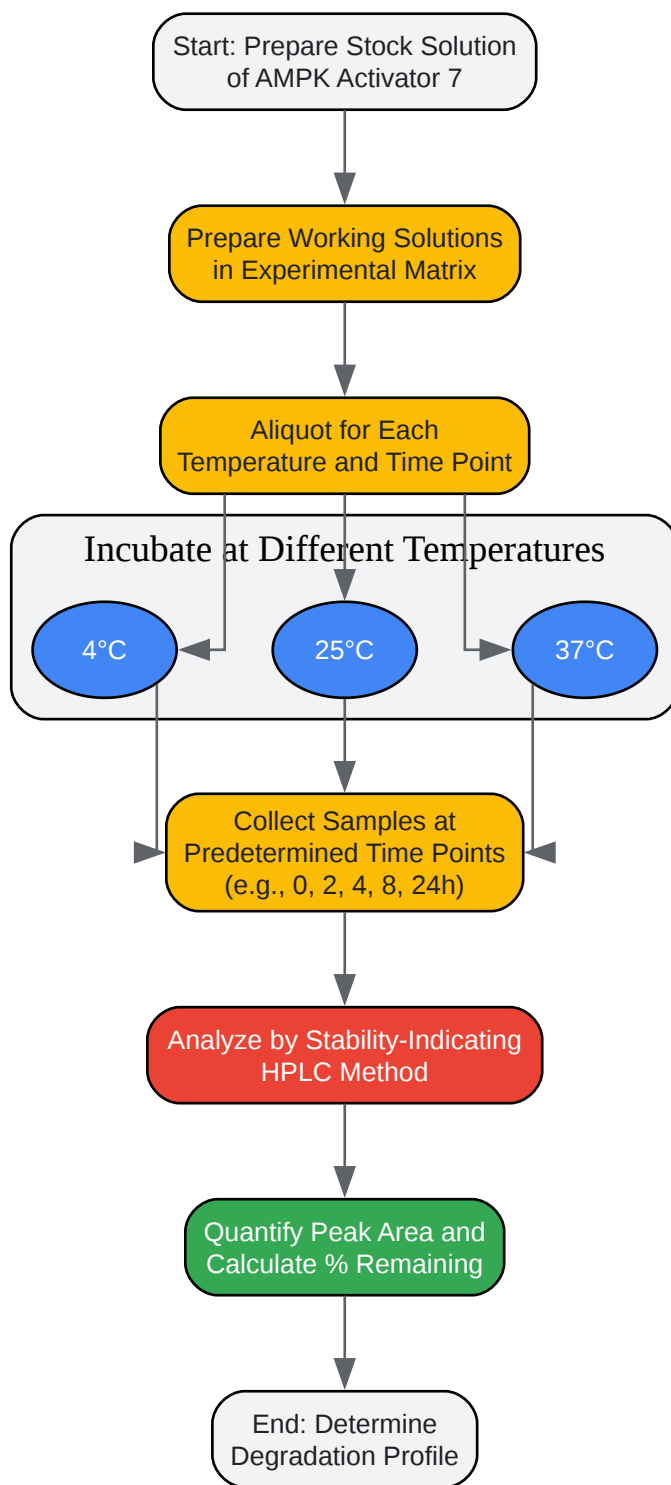 Start: Prepare Stock Solution
of AMPK Activator 7
Prepare Working Solutions
in Experimental Matrix
Aliquot for Each
Temperature and Time Point
Incubate at Different Temperatures
4°C
25°C
37°C
Collect Samples at
Predetermined Time Points
(e.g., 0, 2, 4, 8, 24h)
Analyze by Stability-Indicating
HPLC Method
Quantify Peak Area and
Calculate % Remaining
End: Determine
Degradation Profile